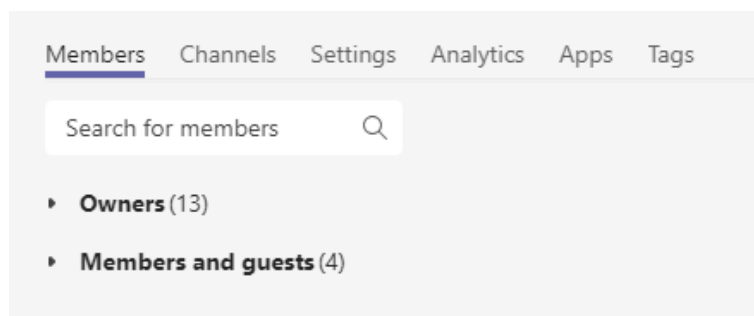 Members Channels Settings Analytics Apps Tags
Search for members
Owners (13)
Members and guests (4)